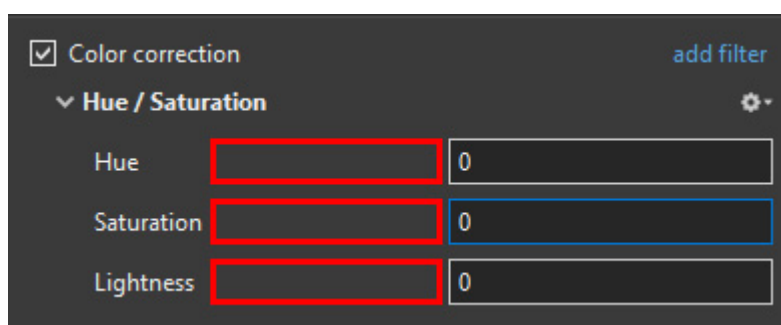 Color correction add filter
Hue / Saturation
Hue 0
Saturation 0
Lightness 0